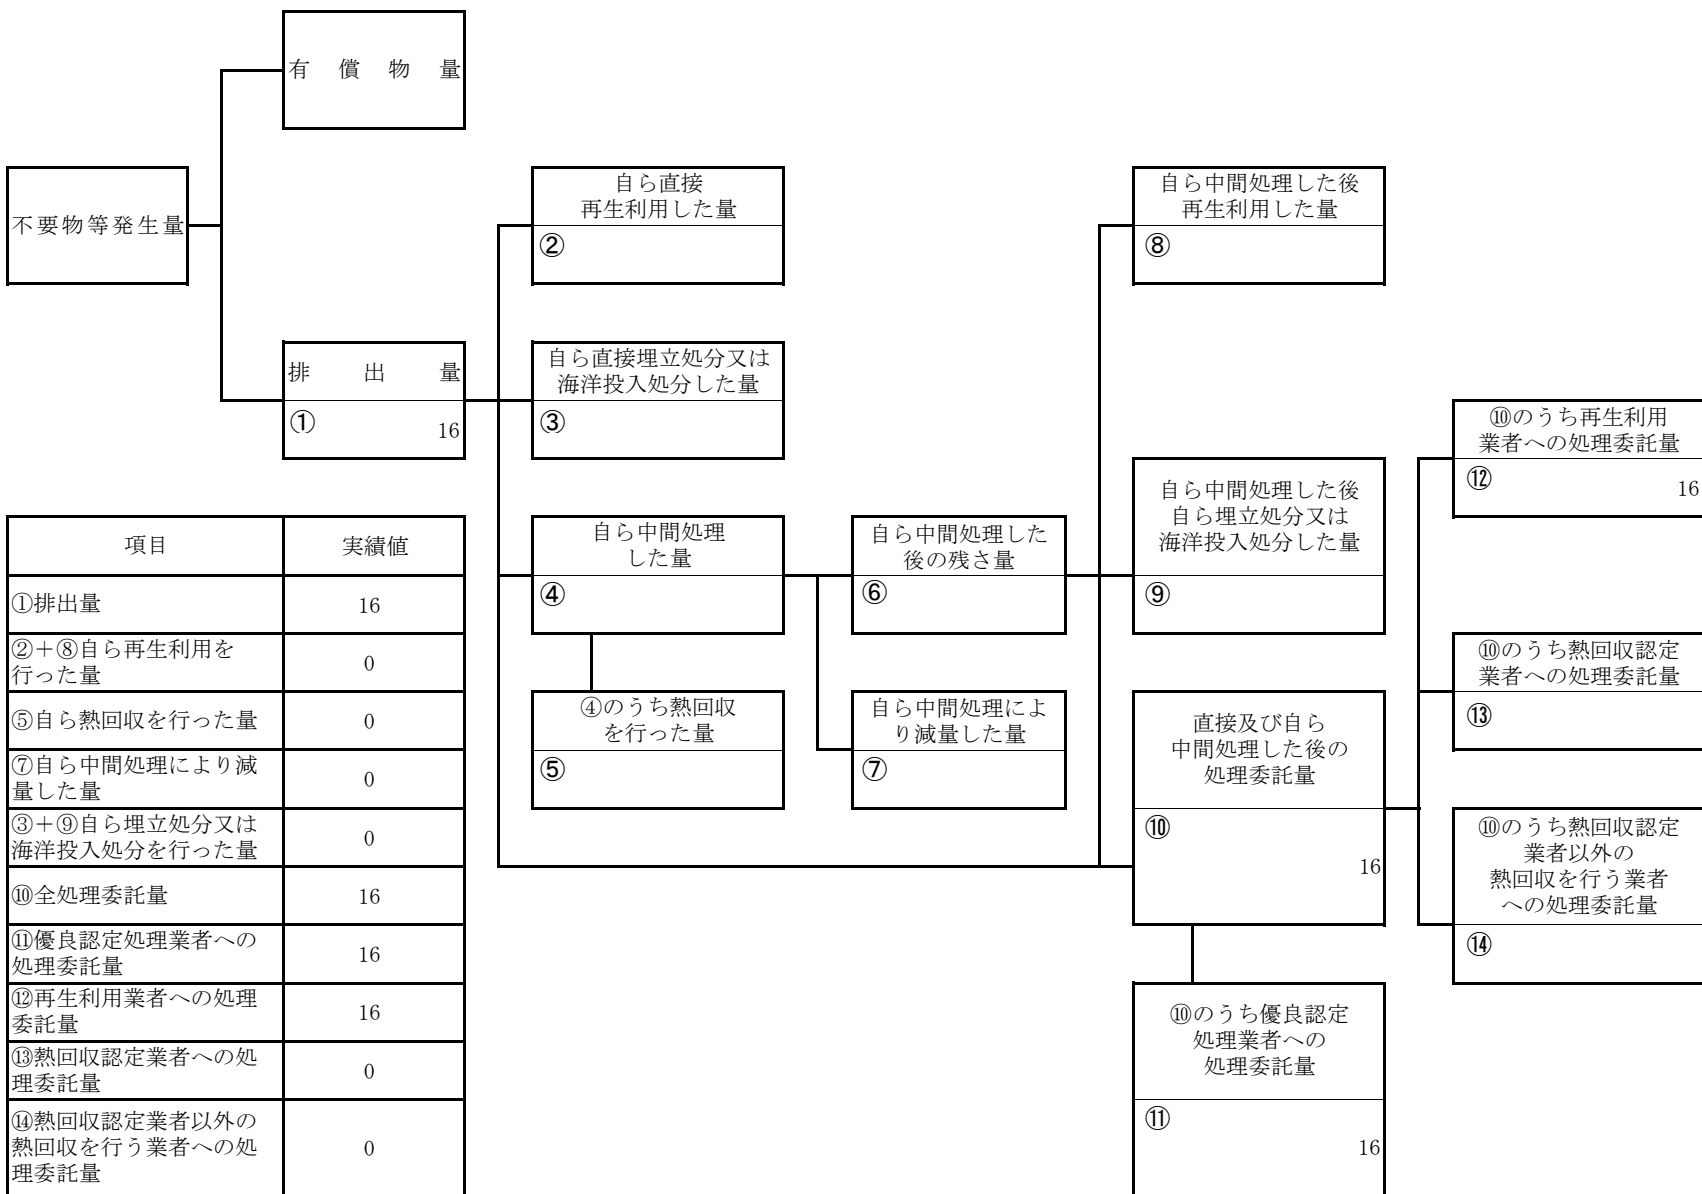 有償物量
不要物等発生量
排出量
①
16
自ら直接
再生利用した量
②
自ら直接埋立処分又は
海洋投入処分した量
③
自ら中間処理
した量
④
④のうち熱回収
を行った量
⑤
自ら中間処理した
後の残さ量
⑥
自ら中間処理によ
り減量した量
⑦
自ら中間処理した後
再生利用した量
⑧
自ら中間処理した後
自ら埋立処分又は
海洋投入処分した量
⑨
直接及び自ら
中間処理した後の
処理委託量
⑩
16
⑩のうち優良認定
処理業者への
処理委託量
⑪
16
⑩のうち再生利用
業者への処理委託量
⑫
16
⑩のうち熱回収認定
業者への処理委託量
⑬
⑩のうち熱回収認定
業者以外の
熱回収を行う業者
への処理委託量
⑭
項目 実績値
①排出量 16
②+⑧自ら再生利用を
行った量
0
⑤自ら熱回収を行った量 0
⑦自ら中間処理により減
量した量
0
③+⑨自ら埋立処分又は
海洋投入処分を行った量
0
⑩全処理委託量 16
⑪優良認定処理業者への
処理委託量
16
⑫再生利用業者への処理
委託量
16
⑬熱回収認定業者への処
理委託量
0
⑭熱回収認定業者以外の
熱回収を行う業者への処
理委託量
0